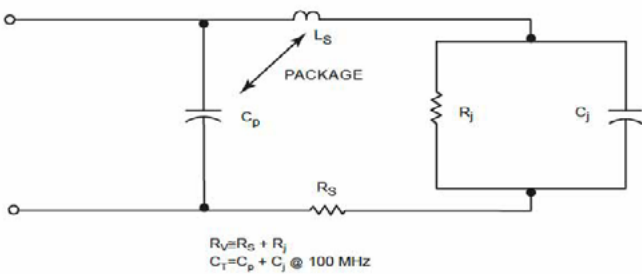 L_S
PACKAGE
C_p
R_j
C_j
R_S
R_V≅R_S + R_j
C_T=C_p + C_j @ 100 MHz